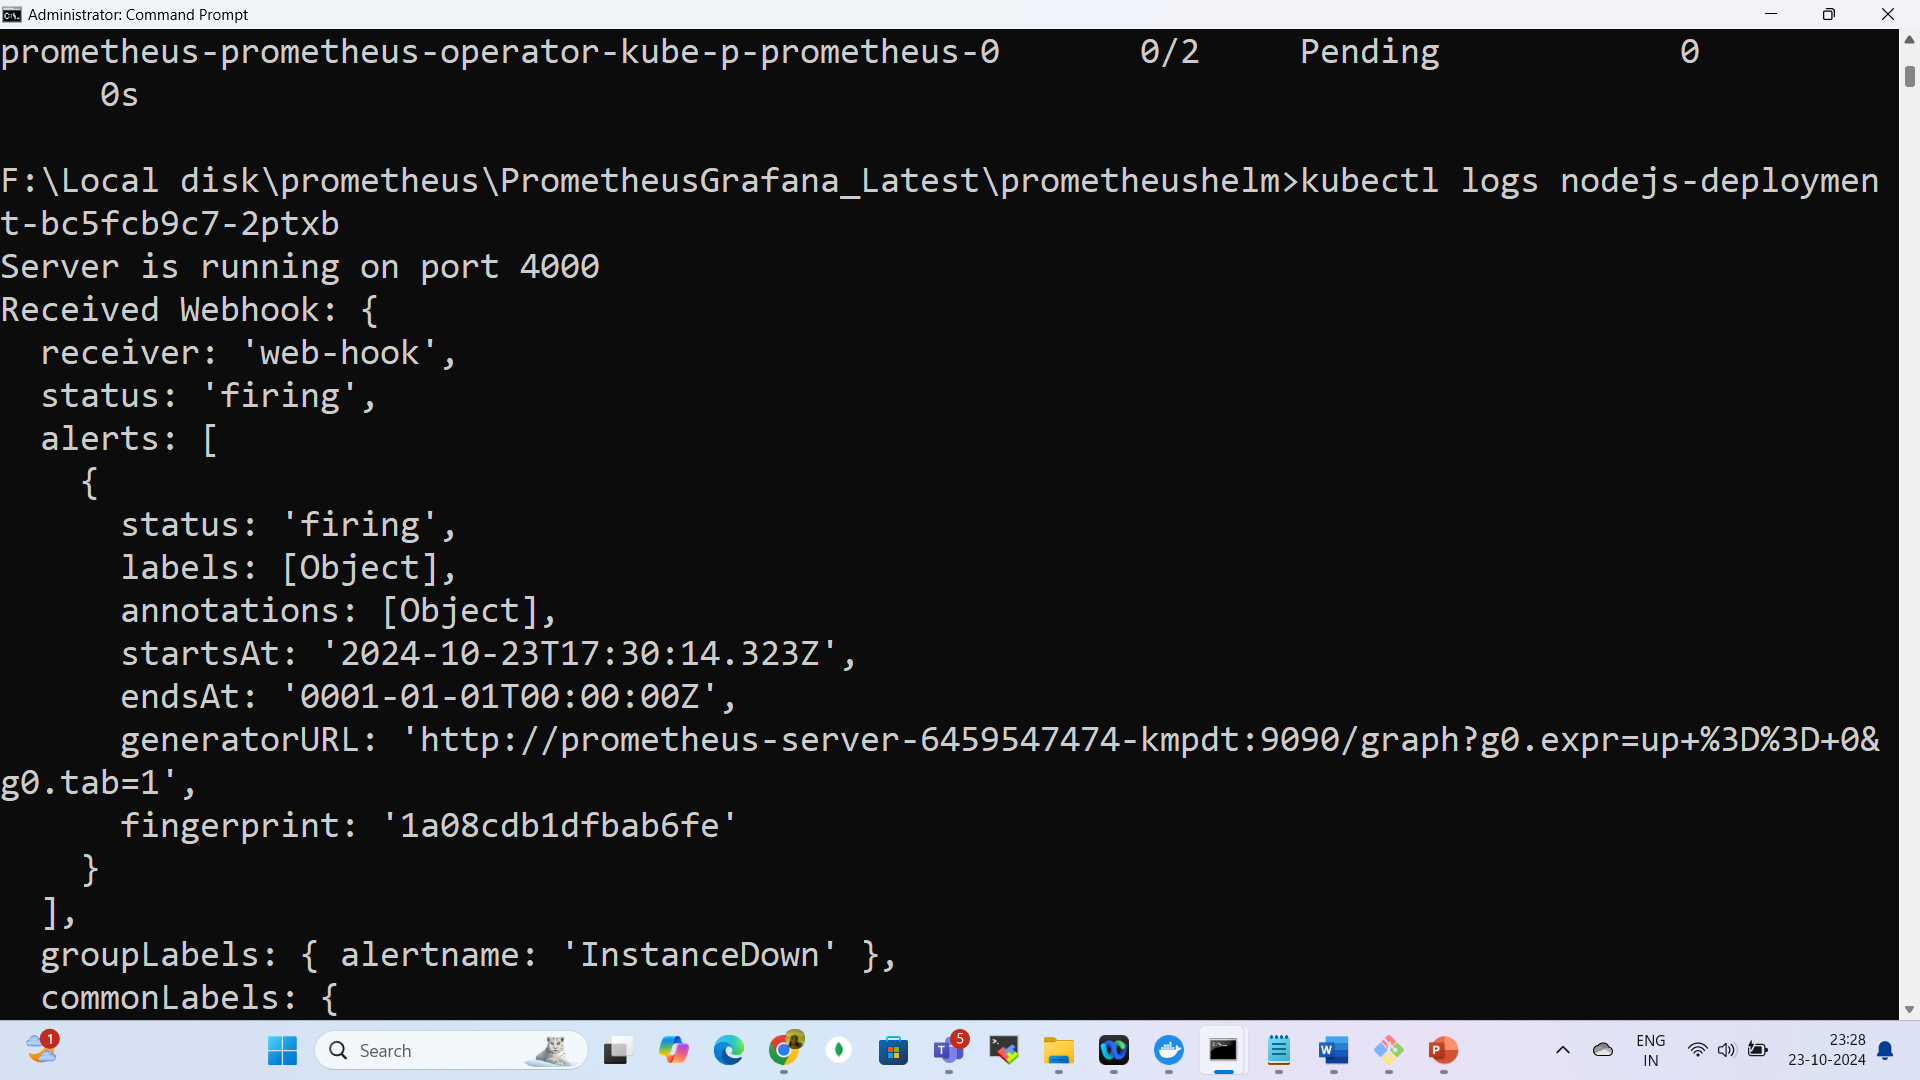 Administrator: Command Prompt
prometheus-prometheus-operator-kube-p-prometheus-0 0/2 Pending 0
0s
F:\Local disk\prometheus\PrometheusGrafana_Latest\prometheushelm>kubectl logs nodejs-deploymen
t-bc5fcb9c7-2ptxb
Server is running on port 4000
Received Webhook: {
receiver: 'web-hook',
status: 'firing',
alerts: [
{
status: 'firing',
labels: [Object],
annotations: [Object],
startsAt: '2024-10-23T17:30:14.323Z',
endsAt: '0001-01-01T00:00:00Z',
generatorURL: 'http://prometheus-server-6459547474-kmpdt:9090/graph?g0.expr=up+%3D%3D+0&
g0.tab=1',
fingerprint: '1a08cdb1dfbab6fe'
}
],
groupLabels: { alertname: 'InstanceDown' },
commonLabels: {
1
Search
5
ENG
IN
23:28
23-10-2024